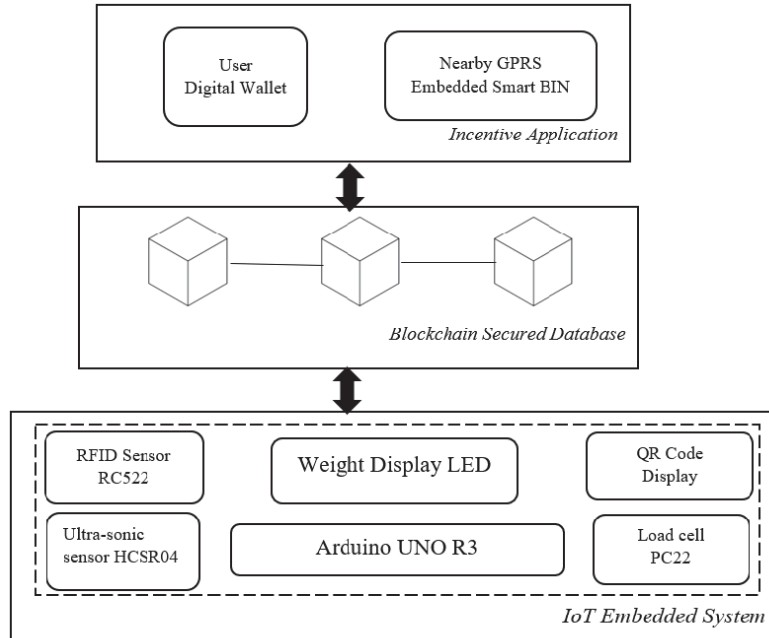 User
Digital Wallet
Nearby GPRS
Embedded Smart BIN
Incentive Application
Blockchain Secured Database
RFID Sensor
RC522
Weight Display LED
QR Code
Display
Ultra-sonic
sensor HCSR04
Arduino UNO R3
Load cell
PC22
IoT Embedded System